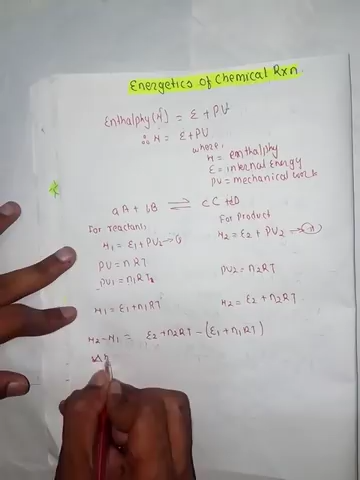 Energetics of Chemical Rxn.
Enthalphy(H) = E + PV
∴ H = E + PV
where,
H = enthalphy
E = internal energy
PV = mechanical work
aA + bB ⇌ cC + dD
For reactants
For Product
H1 = E1 + PV1 →(i)
H2 = E2 + PV2 →(ii)
PV = nRT
PV1 = n1RT
PV2 = n2RT
H1 = E1 + n1RT
H2 = E2 + n2RT
H2 - H1 = E2 + n2RT - (E1 + n1RT)